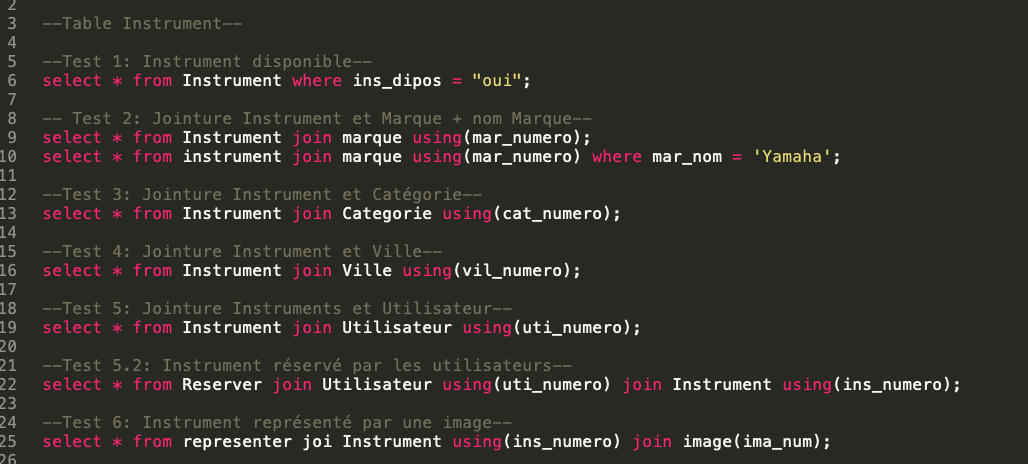 2
3 --Table Instrument--
4
5 --Test 1: Instrument disponible--
6 select * from Instrument where ins_dipos = "oui";
7
8 -- Test 2: Jointure Instrument et Marque + nom Marque--
9 select * from Instrument join marque using(mar_numero);
10 select * from instrument join marque using(mar_numero) where mar_nom = 'Yamaha';
11
12 --Test 3: Jointure Instrument et Catégorie--
13 select * from Instrument join Categorie using(cat_numero);
14
15 --Test 4: Jointure Instrument et Ville--
16 select * from Instrument join Ville using(vil_numero);
17
18 --Test 5: Jointure Instruments et Utilisateur--
19 select * from Instrument join Utilisateur using(uti_numero);
20
21 --Test 5.2: Instrument réservé par les utilisateurs--
22 select * from Reserver join Utilisateur using(uti_numero) join Instrument using(ins_numero);
23
24 --Test 6: Instrument représenté par une image--
25 select * from representer joi Instrument using(ins_numero) join image(ima_num);
26